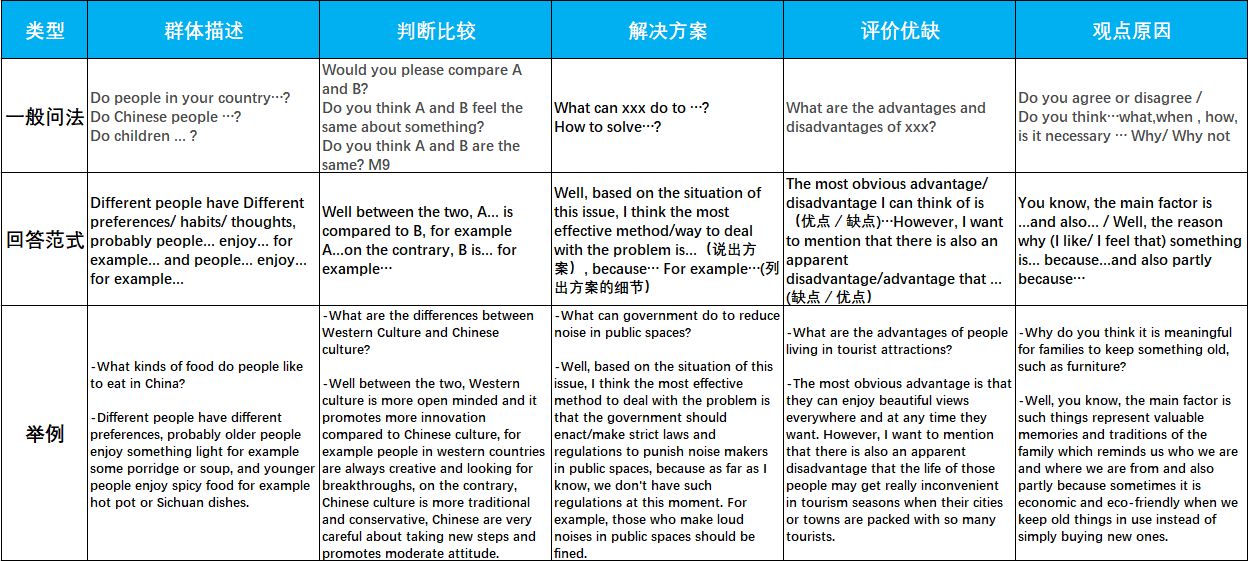 类型
群体描述
判断比较
解决方案
评价优缺
观点原因
一般问法
Do people in your country…?
Do Chinese people …?
Do children ... ?
Would you please compare A
and B?
Do you think A and B feel the
same about something?
Do you think A and B are the
same? M9
What can xxx do to …?
How to solve…?
What are the advantages and
disadvantages of xxx?
Do you agree or disagree /
Do you think…what,when , how,
is it necessary … Why/ Why not
回答范式
Different people have Different
preferences/ habits/ thoughts,
probably people... enjoy... for
example... and people... enjoy...
for example...
Well between the two, A... is
compared to B, for example
A...on the contrary, B is... for
example…
Well, based on the situation of
this issue, I think the most
effective method/way to deal
with the problem is...（说出方
案）, because… For example…(列
出方案的细节）
The most obvious advantage/
disadvantage I can think of is
（优点 / 缺点)…However, I want
to mention that there is also an
apparent
disadvantage/advantage that ...
(缺点 / 优点）
You know, the main factor is
...and also... / Well, the reason
why (I like/ I feel that) something
is... because...and also partly
because…
举例
-What kinds of food do people like
to eat in China?
-Different people have different
preferences, probably older people
enjoy something light for example
some porridge or soup, and younger
people enjoy spicy food for example
hot pot or Sichuan dishes.
-What are the differences between
Western Culture and Chinese
culture?
-Well between the two, Western
culture is more open minded and it
promotes more innovation
compared to Chinese culture, for
example people in western countries
are always creative and looking for
breakthroughs, on the contrary,
Chinese culture is more traditional
and conservative, Chinese are very
careful about taking new steps and
promotes moderate attitude.
-What can government do to reduce
noise in public spaces?
-Well, based on the situation of this
issue, I think the most effective
method to deal with the problem is
that the government should
enact/make strict laws and
regulations to punish noise makers
in public spaces, because as far as I
know, we don't have such
regulations at this moment. For
example, those who make loud
noises in public spaces should be
fined.
-What are the advantages of people
living in tourist attractions?
-The most obvious advantage is that
they can enjoy beautiful views
everywhere and at any time they
want. However, I want to mention
that there is also an apparent
disadvantage that the life of those
people may get really inconvenient
in tourism seasons when their cities
or towns are packed with so many
tourists.
-Why do you think it is meaningful
for families to keep something old,
such as furniture?
-Well, you know, the main factor is
such things represent valuable
memories and traditions of the
family which reminds us who we are
and where we are from and also
partly because sometimes it is
economic and eco-friendly when we
keep old things in use instead of
simply buying new ones.